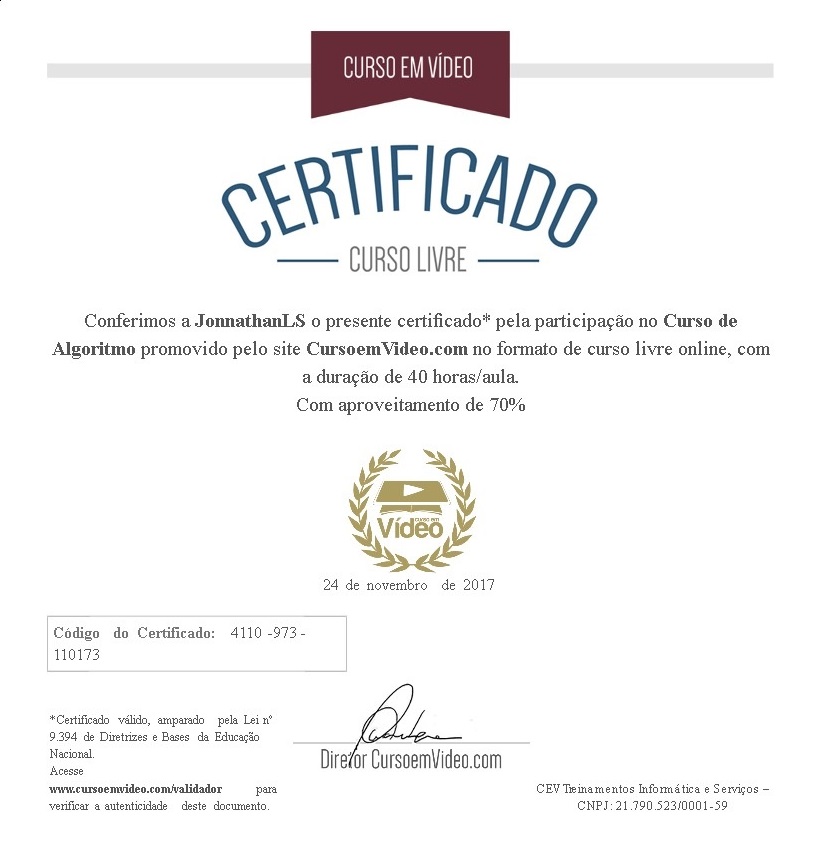 CURSO EM VÍDEO
CERTIFICADO
CURSO LIVRE
Conferimos a JonnathanLS o presente certificado* pela participação no Curso de
Algoritmo promovido pelo site CursoemVideo.com no formato de curso livre online, com
a duração de 40 horas/aula.
Com aproveitamento de 70%
curso em
Vídeo
24 de novembro de 2017
Código do Certificado: 4110 -973 -
110173
*Certificado válido, amparado pela Lei nº
9.394 de Diretrizes e Bases da Educação
Nacional.
Acesse
www.cursoemvideo.com/validador para
verificar a autenticidade deste documento.
Diretor CursoemVideo.com
CEV Treinamentos Informática e Serviços –
CNPJ: 21.790.523/0001-59